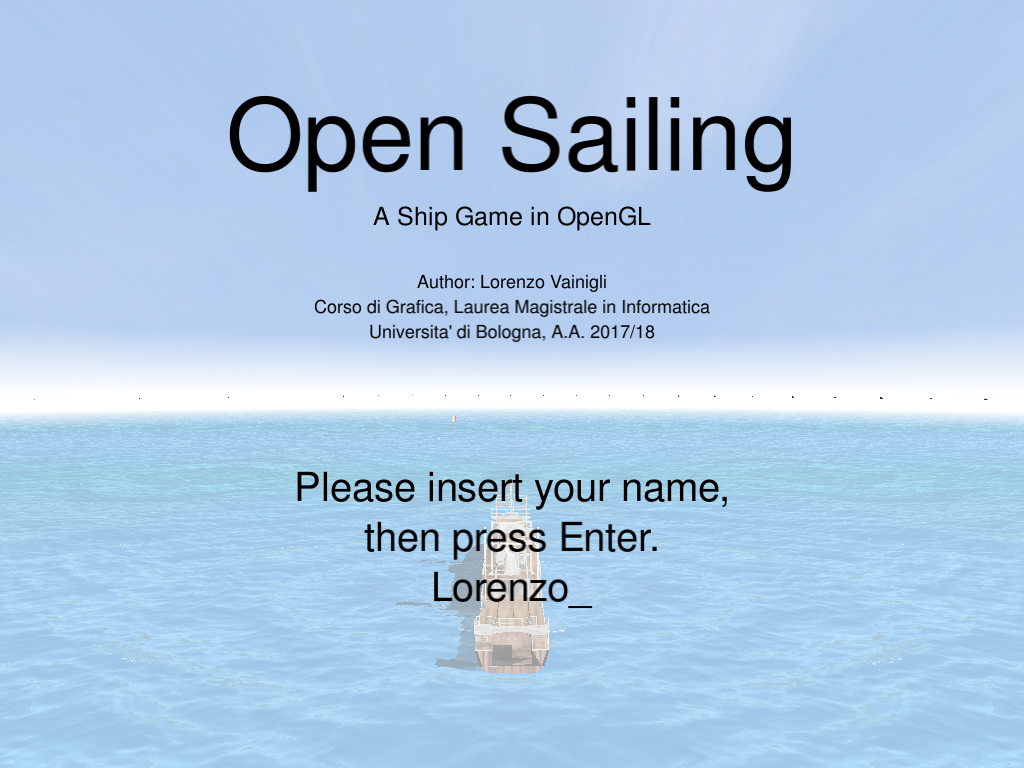 Open Sailing
A Ship Game in OpenGL
Author: Lorenzo Vainigli
Corso di Grafica, Laurea Magistrale in Informatica
Universita' di Bologna, A.A. 2017/18
Please insert your name,
then press Enter.
Lorenzo_